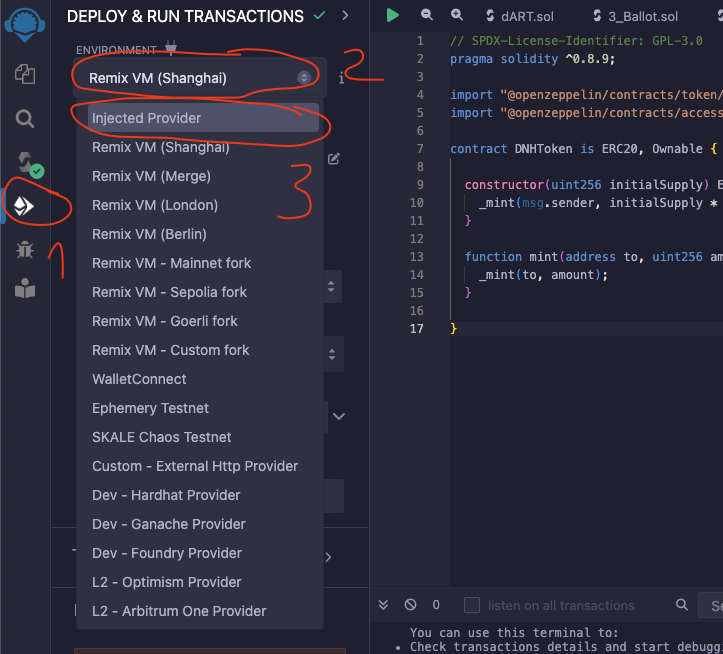 DEPLOY & RUN TRANSACTIONS
ENVIRONMENT
Remix VM (Shanghai)
2
Injected Provider
Remix VM (Shanghai)
Remix VM (Merge)
3
Remix VM (London)
1
Remix VM (Berlin)
Remix VM - Mainnet fork
Remix VM - Sepolia fork
Remix VM - Goerli fork
Remix VM - Custom fork
WalletConnect
Ephemery Testnet
SKALE Chaos Testnet
Custom - External Http Provider
Dev - Hardhat Provider
Dev - Ganache Provider
Dev - Foundry Provider
L2 - Optimism Provider
L2 - Arbitrum One Provider
dART.sol
3_Ballot.sol
1 // SPDX-License-Identifier: GPL-3.0
2 pragma solidity ^0.8.9;
3
4 import "@openzeppelin/contracts/token/
5 import "@openzeppelin/contracts/access
6
7 contract DNHToken is ERC20, Ownable {
8
9 constructor(uint256 initialSupply) E
10 _mint(msg.sender, initialSupply *
11 }
12
13 function mint(address to, uint256 am
14 _mint(to, amount);
15 }
16
17 }
0
listen on all transactions
Se
You can use this terminal to:
• Check transactions details and start debugg